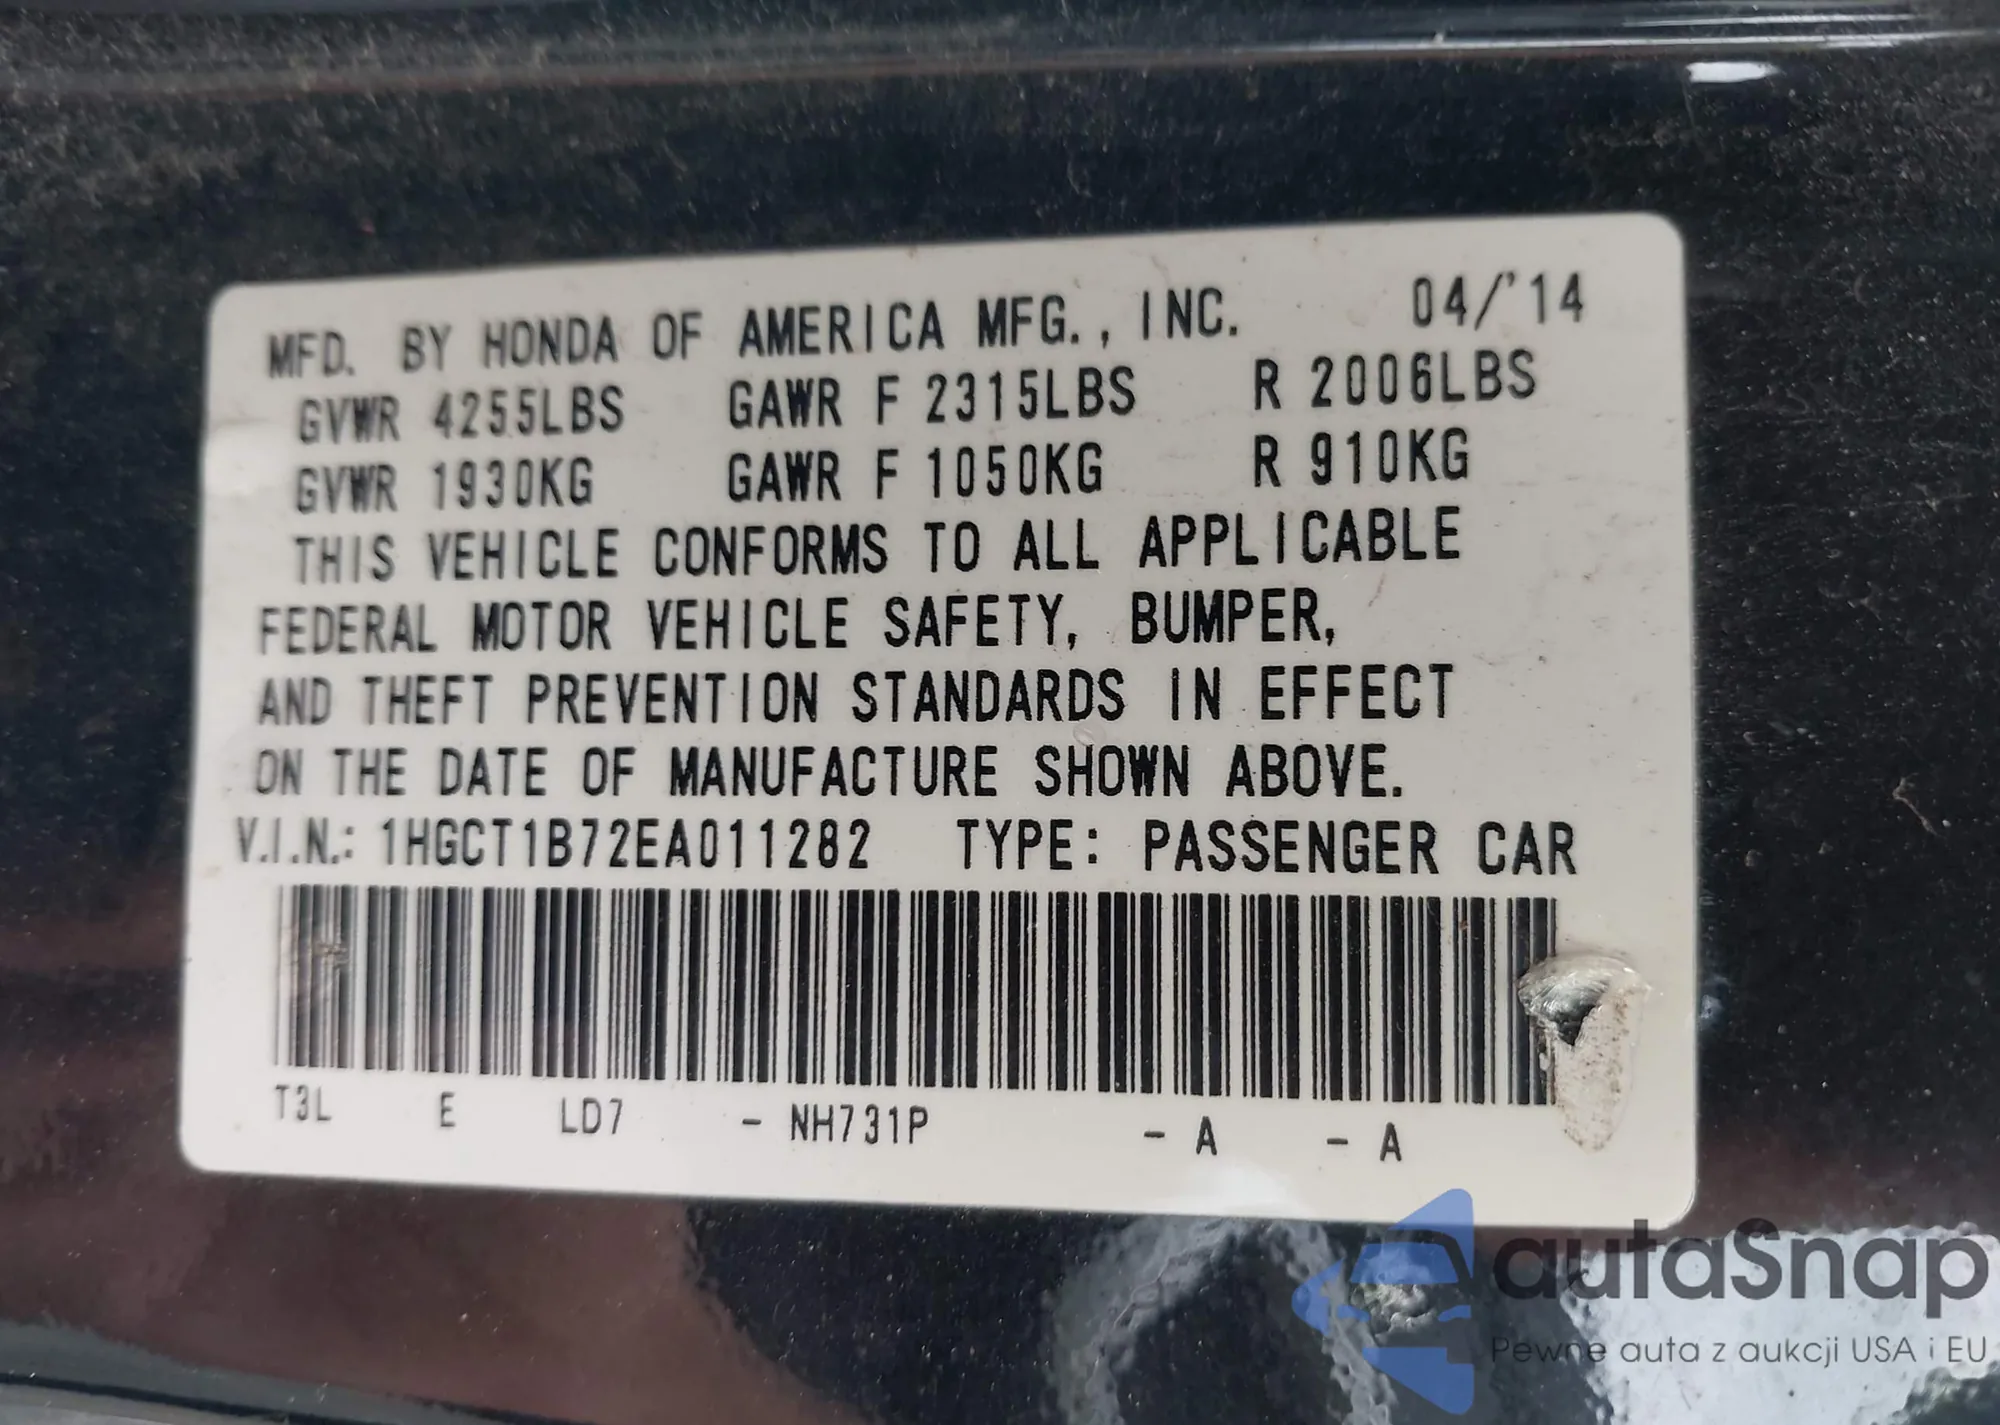 MFD. BY HONDA OF AMERICA MFG., INC. 04/'14
GVWR 4255LBS GAWR F 2315LBS R 2006LBS
GVWR 1930KG GAWR F 1050KG R 910KG
THIS VEHICLE CONFORMS TO ALL APPLICABLE
FEDERAL MOTOR VEHICLE SAFETY, BUMPER,
AND THEFT PREVENTION STANDARDS IN EFFECT
ON THE DATE OF MANUFACTURE SHOWN ABOVE.
V.I.N.: 1HGCT1B72EA011282 TYPE: PASSENGER CAR
T3L E LD7 - NH731P - A - A
autaSnap
Pewne auta z aukcji USA i EU